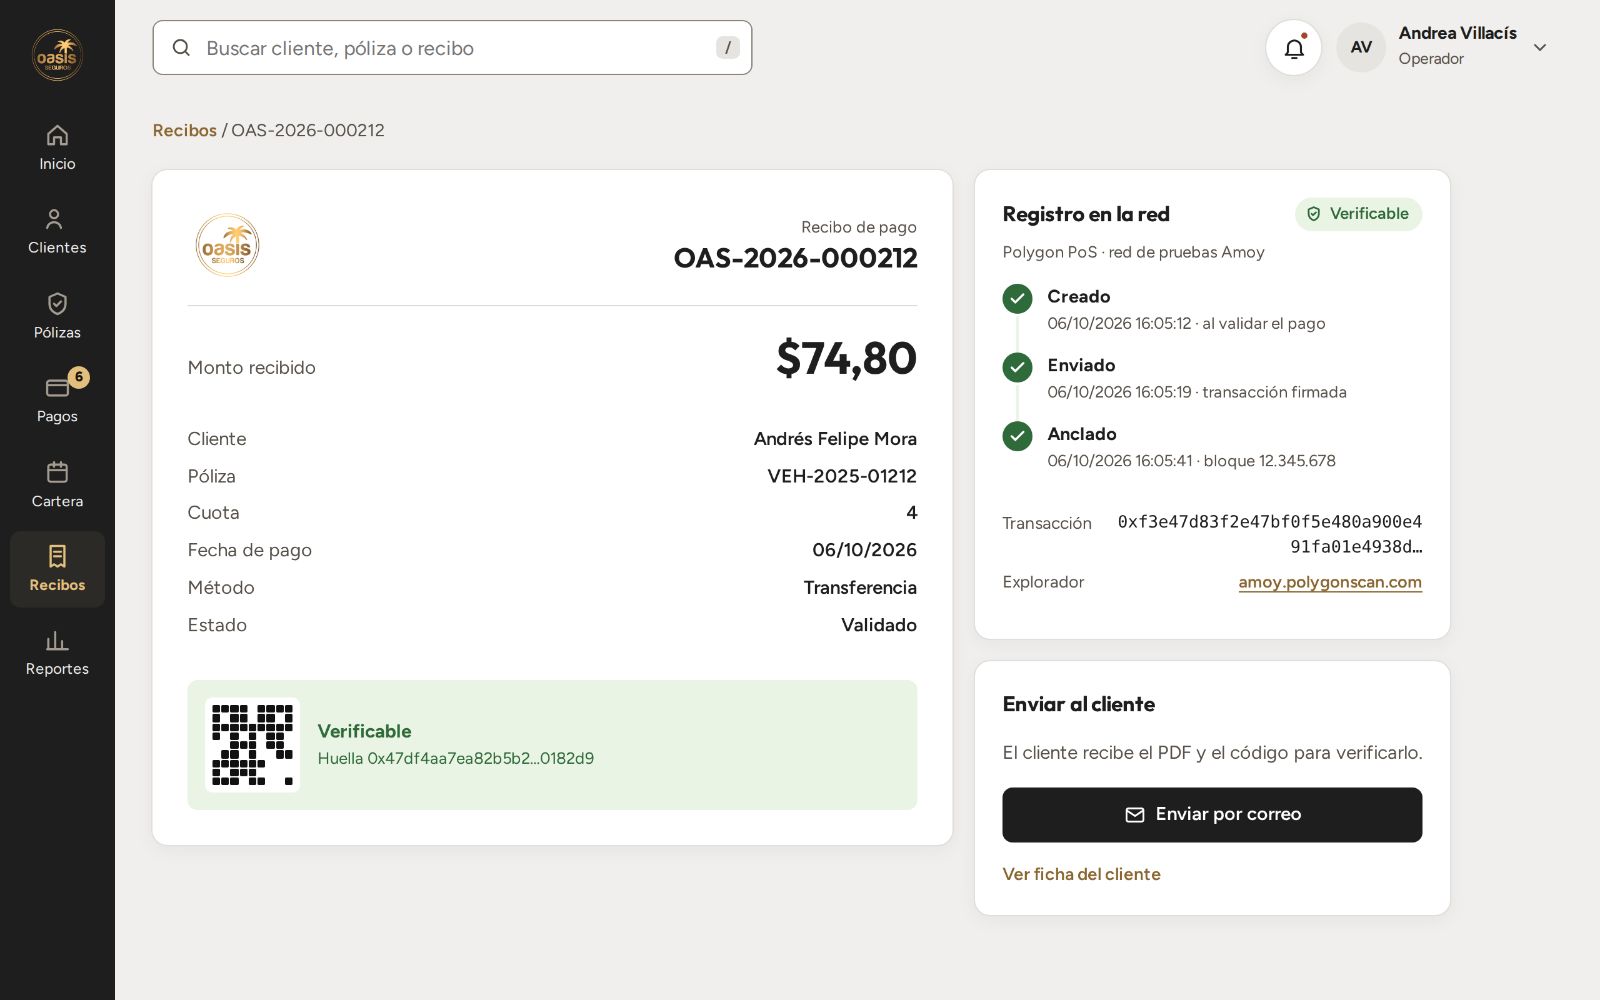 oasis
SEGUROS
Inicio
Clientes
Pólizas
6
Pagos
Cartera
Recibos
Reportes
Buscar cliente, póliza o recibo
/
AV
Andrea Villacís
Operador
Recibos / OAS-2026-000212
oasis
SEGUROS
Recibo de pago
OAS-2026-000212
Monto recibido
$74,80
Cliente
Andrés Felipe Mora
Póliza
VEH-2025-01212
Cuota
4
Fecha de pago
06/10/2026
Método
Transferencia
Estado
Validado
Verificable
Huella 0x47df4aa7ea82b5b2…0182d9
Registro en la red
Verificable
Polygon PoS · red de pruebas Amoy
Creado
06/10/2026 16:05:12 · al validar el pago
Enviado
06/10/2026 16:05:19 · transacción firmada
Anclado
06/10/2026 16:05:41 · bloque 12.345.678
Transacción
0xf3e47d83f2e47bf0f5e480a900e4
91fa01e4938d…
Explorador
amoy.polygonscan.com
Enviar al cliente
El cliente recibe el PDF y el código para verificarlo.
Enviar por correo
Ver ficha del cliente